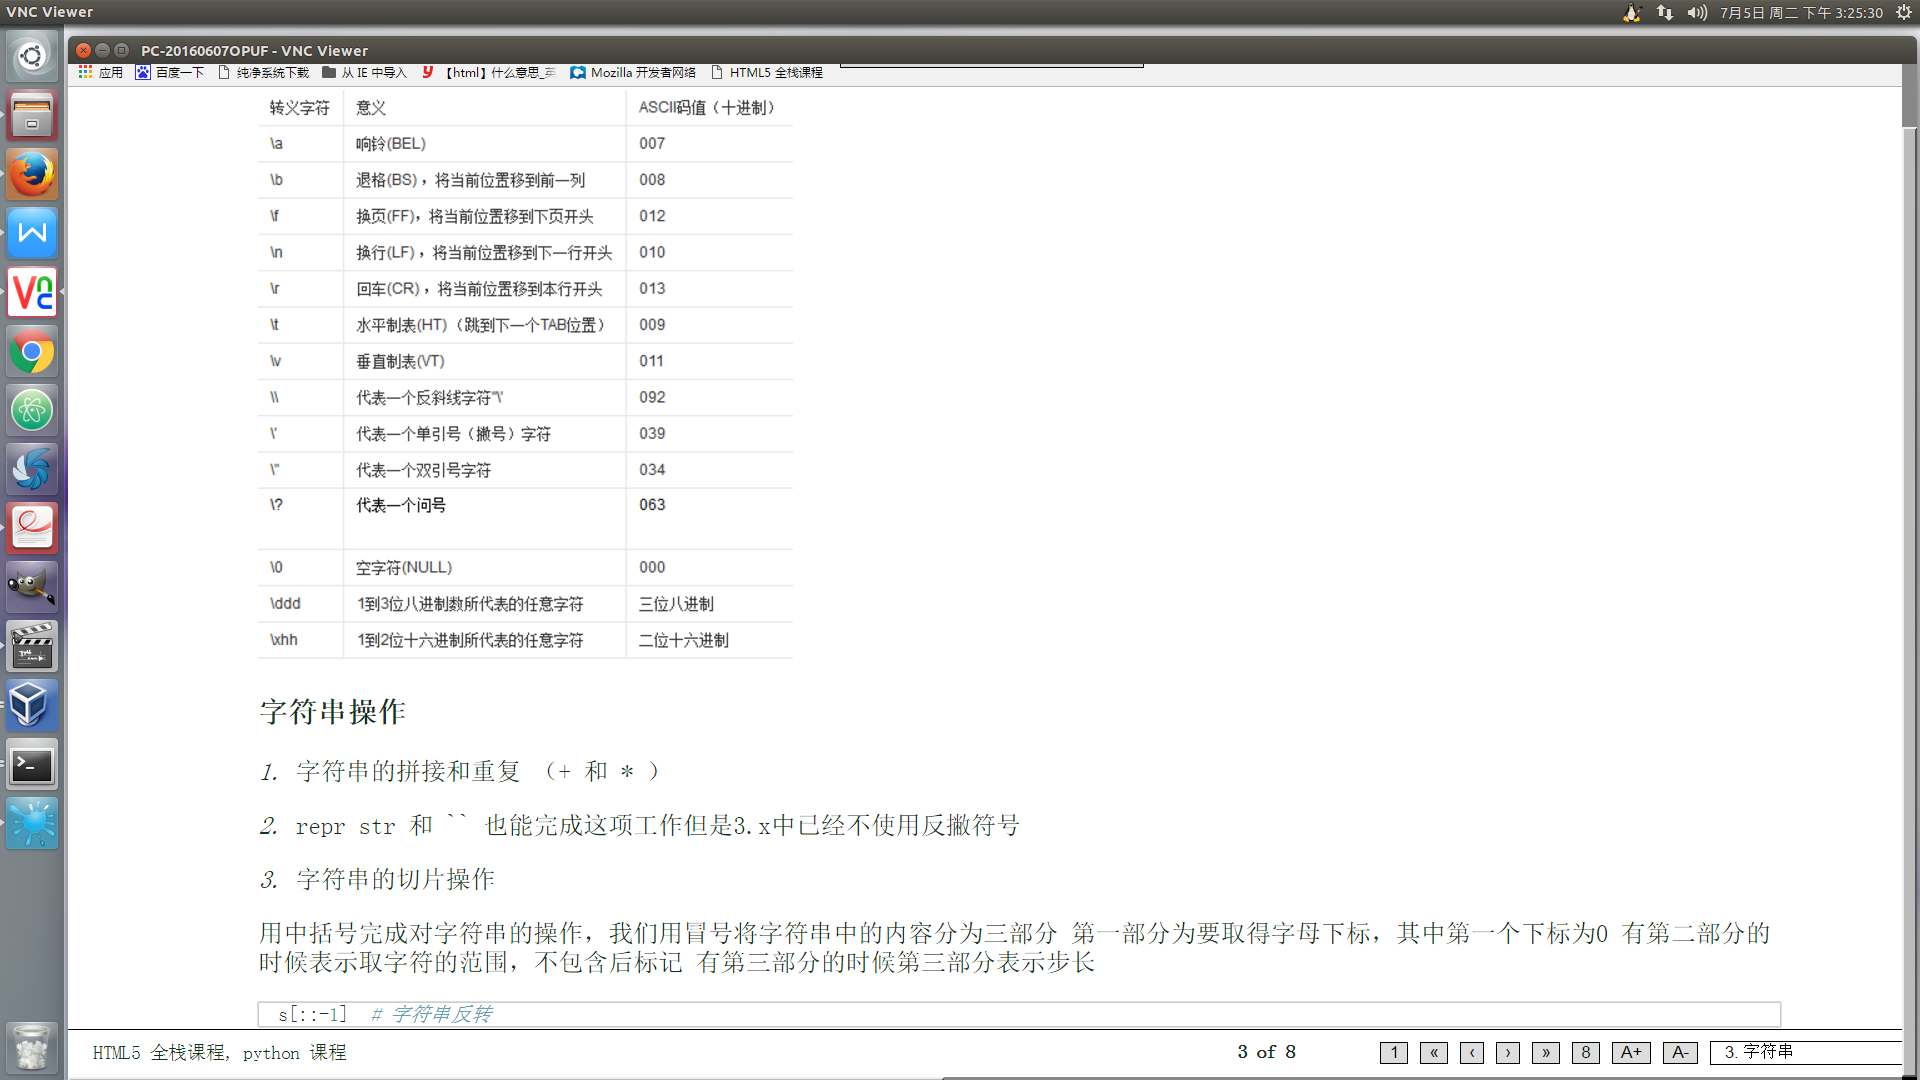 VNC Viewer
7月5日 周二 下午 3:25:30
PC-20160607OPUF - VNC Viewer
应用 百度一下 纯净系统下载 从 IE 中导入 【html】什么意思_英 Mozilla 开发者网络 HTML5 全栈课程
转义字符 意义 ASCII码值（十进制）
\a 响铃(BEL) 007
\b 退格(BS) ，将当前位置移到前一列 008
\f 换页(FF)，将当前位置移到下页开头 012
\n 换行(LF) ，将当前位置移到下一行开头 010
\r 回车(CR) ，将当前位置移到本行开头 013
\t 水平制表(HT) （跳到下一个TAB位置） 009
\v 垂直制表(VT) 011
\\ 代表一个反斜线字符''\' 092
\' 代表一个单引号（撇号）字符 039
\" 代表一个双引号字符 034
\? 代表一个问号 063
\0 空字符(NULL) 000
\ddd 1到3位八进制数所代表的任意字符 三位八进制
\xhh 1到2位十六进制所代表的任意字符 二位十六进制
字符串操作
1. 字符串的拼接和重复 （+ 和 * ）
2. repr str 和 `` 也能完成这项工作但是3.x中已经不使用反撇符号
3. 字符串的切片操作
用中括号完成对字符串的操作，我们用冒号将字符串中的内容分为三部分 第一部分为要取得字母下标，其中第一个下标为0 有第二部分的
时候表示取字符的范围，不包含后标记 有第三部分的时候第三部分表示步长
s[::-1] # 字符串反转
HTML5 全栈课程, python 课程 3 of 8 1 « ‹ › » 8 A+ A- 3. 字符串